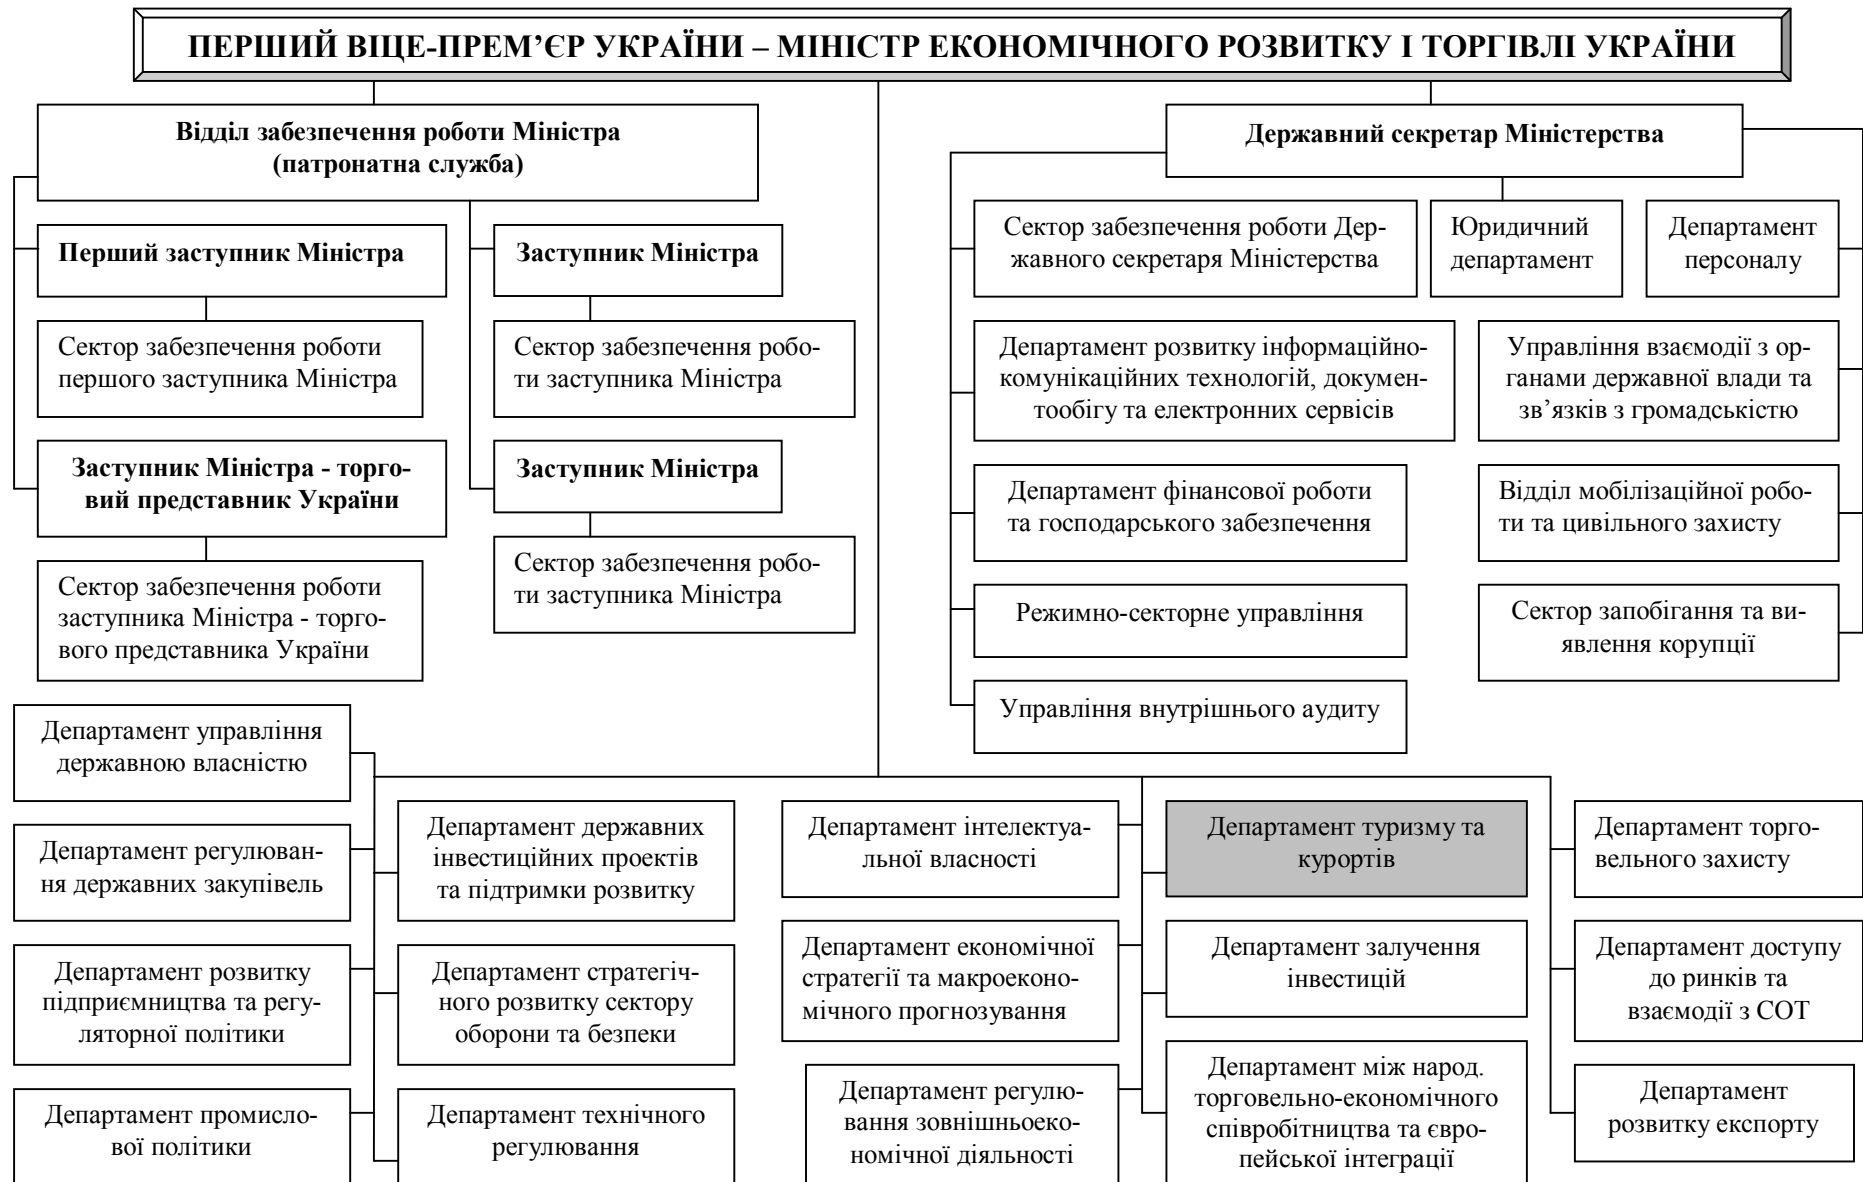 ПЕРШИЙ ВІЦЕ-ПРЕМ’ЄР УКРАЇНИ – МІНІСТР ЕКОНОМІЧНОГО РОЗВИТКУ І ТОРГІВЛІ УКРАЇНИ
Відділ забезпечення роботи Міністра
(патронатна служба)
Державний секретар Міністерства
Перший заступник Міністра
Сектор забезпечення роботи
першого заступника Міністра
Заступник Міністра - торго-
вий представник України
Сектор забезпечення роботи
заступника Міністра - торго-
вого представника України
Заступник Міністра
Сектор забезпечення робо-
ти заступника Міністра
Заступник Міністра
Сектор забезпечення робо-
ти заступника Міністра
Сектор забезпечення роботи Дер-
жавного секретаря Міністерства
Юридичний
департамент
Департамент
персоналу
Департамент розвитку інформаційно-
комунікаційних технологій, докумен-
тообігу та електронних сервісів
Управління взаємодії з ор-
ганами державної влади та
зв’язків з громадськістю
Департамент фінансової роботи
та господарського забезпечення
Відділ мобілізаційної робо-
ти та цивільного захисту
Режимно-секторне управління
Сектор запобігання та ви-
явлення корупції
Управління внутрішнього аудиту
Департамент управління
державною власністю
Департамент регулюван-
ня державних закупівель
Департамент розвитку
підприємництва та регу-
ляторної політики
Департамент промисло-
вої політики
Департамент державних
інвестиційних проектів
та підтримки розвитку
Департамент стратегіч-
ного розвитку сектору
оборони та безпеки
Департамент технічного
регулювання
Департамент інтелектуа-
льної власності
Департамент економічної
стратегії та макроеконо-
мічного прогнозування
Департамент регулю-
вання зовнішньоеко-
номічної діяльності
Департамент туризму та
курортів
Департамент залучення
інвестицій
Департамент між народ.
торговельно-економічного
співробітництва та євро-
пейської інтеграції
Департамент торго-
вельного захисту
Департамент доступу
до ринків та
взаємодії з СОТ
Департамент
розвитку експорту